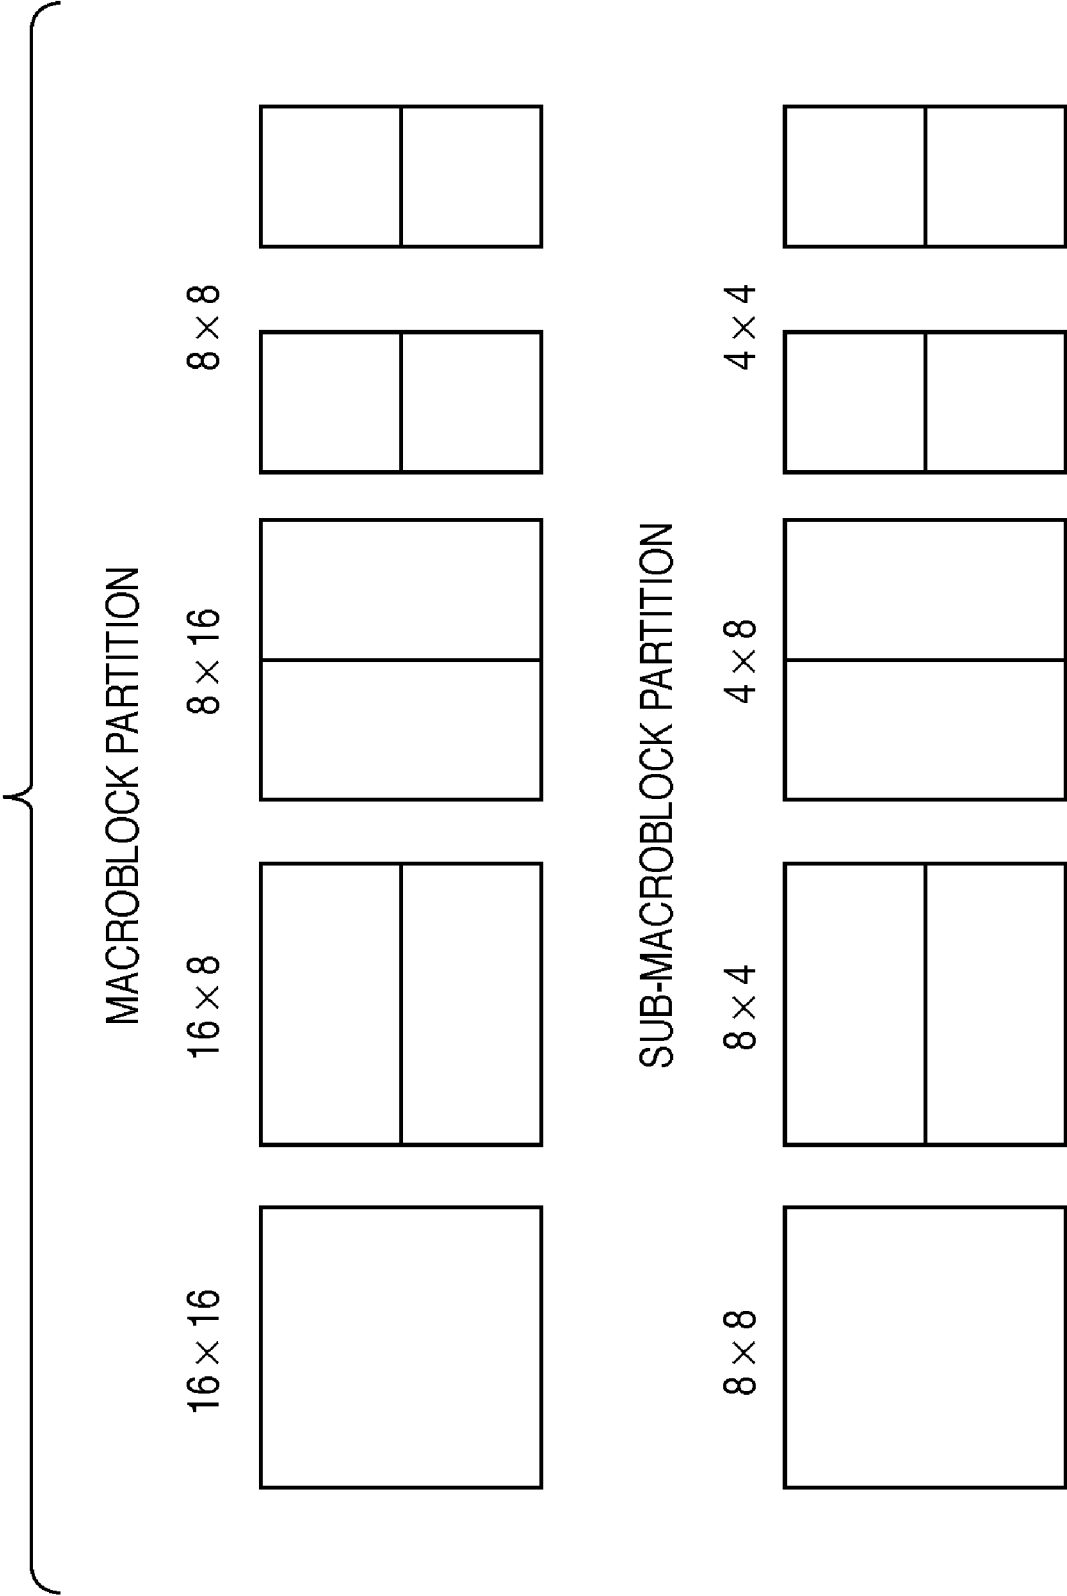 MACROBLOCK PARTITION
16 × 16 16 × 8 8 × 16 8 × 8
SUB-MACROBLOCK PARTITION
8 × 8 8 × 4 4 × 8 4 × 4